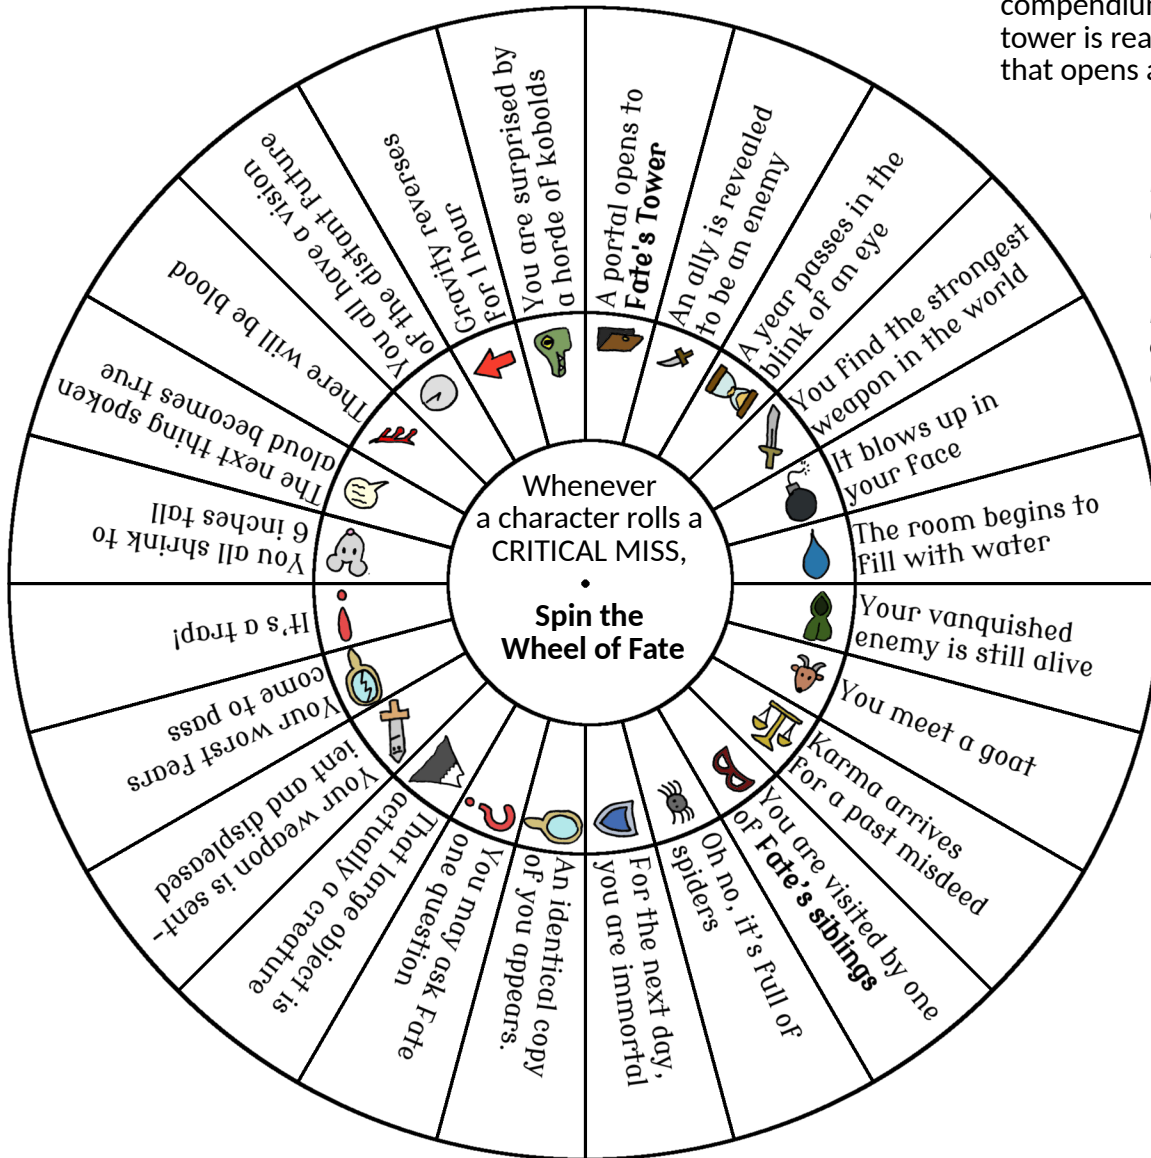 compendium
tower is rea
that opens a
Whenever
a character rolls a
CRITICAL MISS,
Spin the
Wheel of Fate
A portal opens to
Fate's Tower
An ally is revealed
to be an enemy
A year passes in the
blink of an eye
You find the strongest
weapon in the world
It blows up in
your face
The room begins to
fill with water
Your vanquished
enemy is still alive
You meet a goat
Karma arrives
for a past misdeed
You are visited by one
of Fate's siblings
Oh no, it's full of
spiders
For the next day,
you are immortal
An identical copy
of you appears.
You may ask Fate
one question
That large object is
actually a creature
Your weapon is sent-
ient and displeased
Your worst fears
come to pass
It's a trap!
You all shrink to
6 inches tall
The next thing spoken
aloud becomes true
There will be blood
You all have a vision
of the distant future
Gravity reverses
for 1 hour
You are surprised by
a horde of kobolds